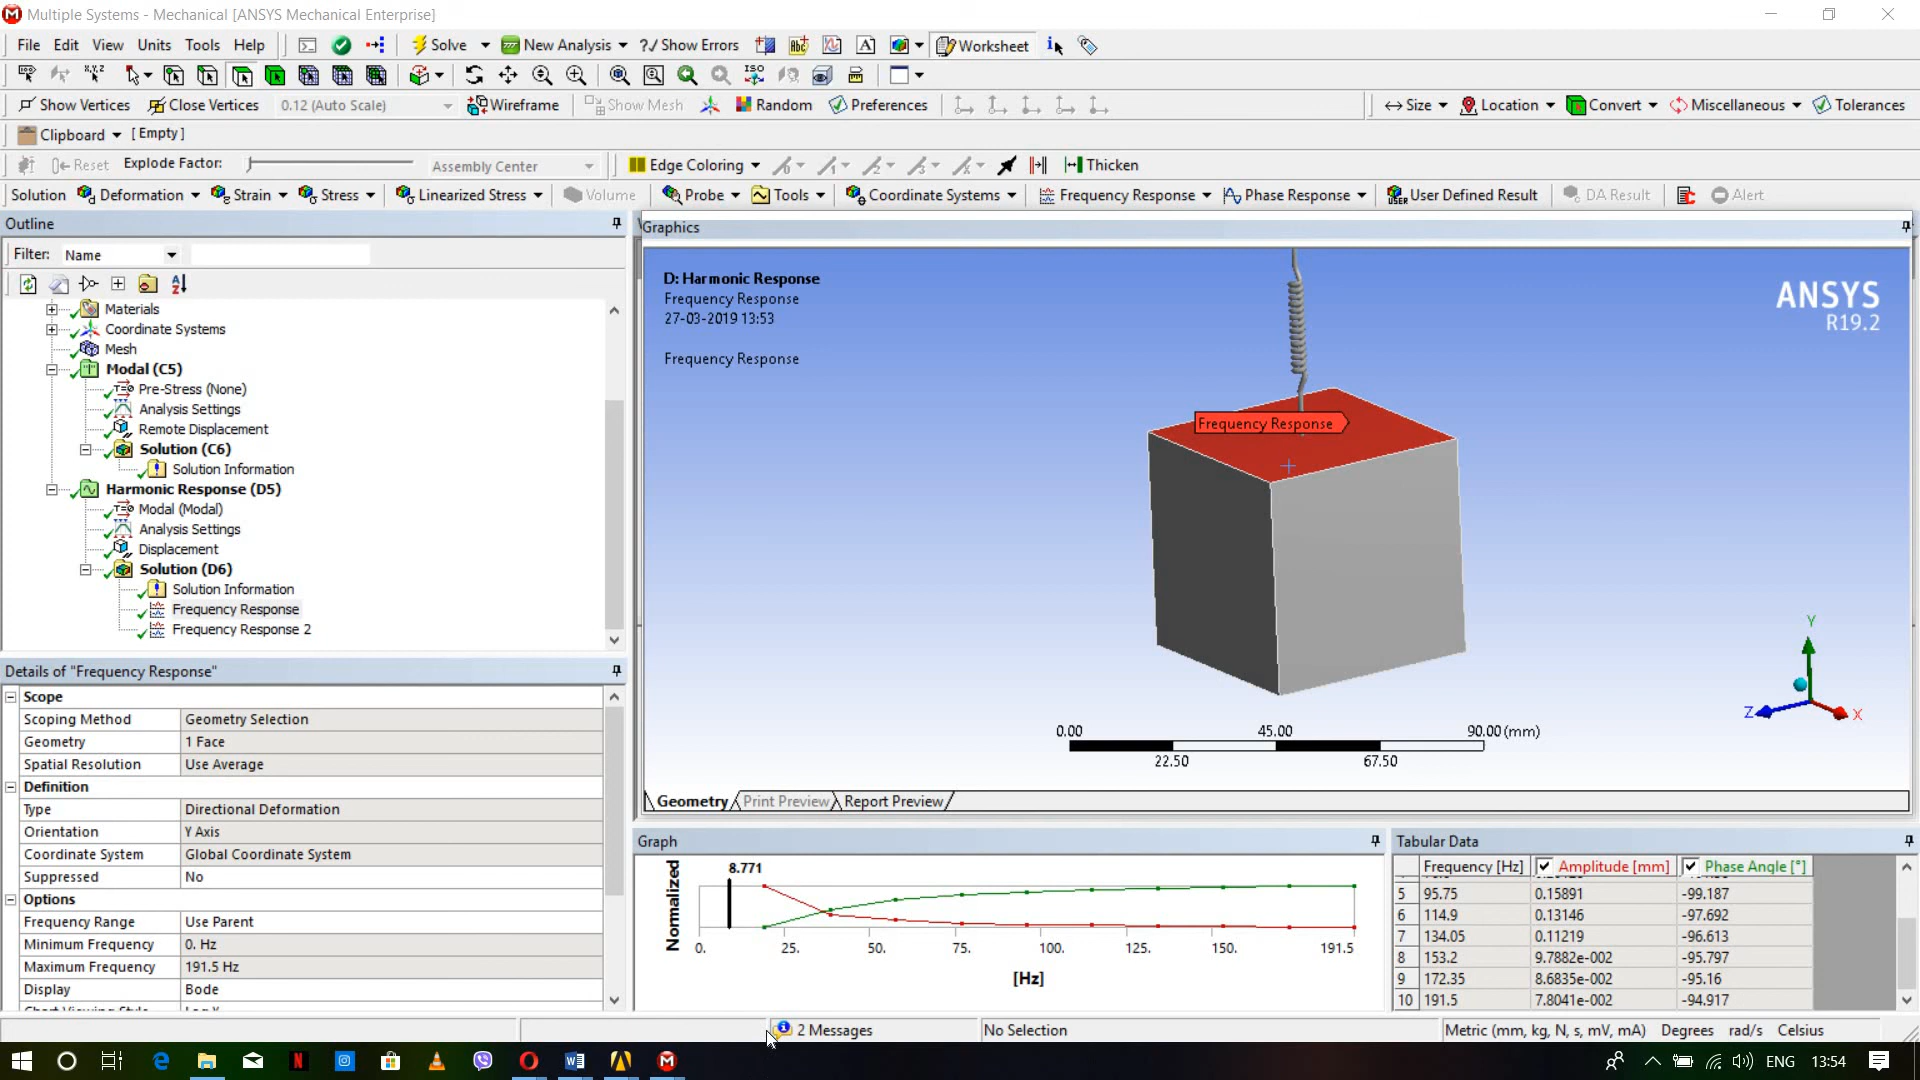 Multiple Systems - Mechanical [ANSYS Mechanical Enterprise]
File Edit View Units Tools Help Solve New Analysis ?/ Show Errors Worksheet
Show Vertices Close Vertices 0.12 (Auto Scale) Wireframe Show Mesh Random Preferences Size Location Convert Miscellaneous Tolerances
Clipboard [ Empty ]
Reset Explode Factor: Assembly Center Edge Coloring Thicken
Solution Deformation Strain Stress Linearized Stress Volume Probe Tools Coordinate Systems Frequency Response Phase Response User Defined Result DA Result Alert
Outline
Filter: Name
Materials
Coordinate Systems
Mesh
Modal (C5)
Pre-Stress (None)
Analysis Settings
Remote Displacement
Solution (C6)
Solution Information
Harmonic Response (D5)
Modal (Modal)
Analysis Settings
Displacement
Solution (D6)
Solution Information
Frequency Response
Frequency Response 2
Details of "Frequency Response"
Scope
Scoping Method Geometry Selection
Geometry 1 Face
Spatial Resolution Use Average
Definition
Type Directional Deformation
Orientation Y Axis
Coordinate System Global Coordinate System
Suppressed No
Options
Frequency Range Use Parent
Minimum Frequency 0. Hz
Maximum Frequency 191.5 Hz
Display Bode
Graphics
D: Harmonic Response
Frequency Response
27-03-2019 13:53
Frequency Response
ANSYS
R19.2
Frequency Response
Y
Z
X
0.00 45.00 90.00 (mm)
22.50 67.50
Geometry Print Preview Report Preview
Graph
8.771
Normalized
0. 25. 50. 75. 100. 125. 150. 191.5
[Hz]
Tabular Data
Frequency [Hz] Amplitude [mm] Phase Angle [°]
5 95.75 0.15891 -99.187
6 114.9 0.13146 -97.692
7 134.05 0.11219 -96.613
8 153.2 9.7882e-002 -95.797
9 172.35 8.6835e-002 -95.16
10 191.5 7.8041e-002 -94.917
2 Messages No Selection Metric (mm, kg, N, s, mV, mA) Degrees rad/s Celsius
ENG 13:54